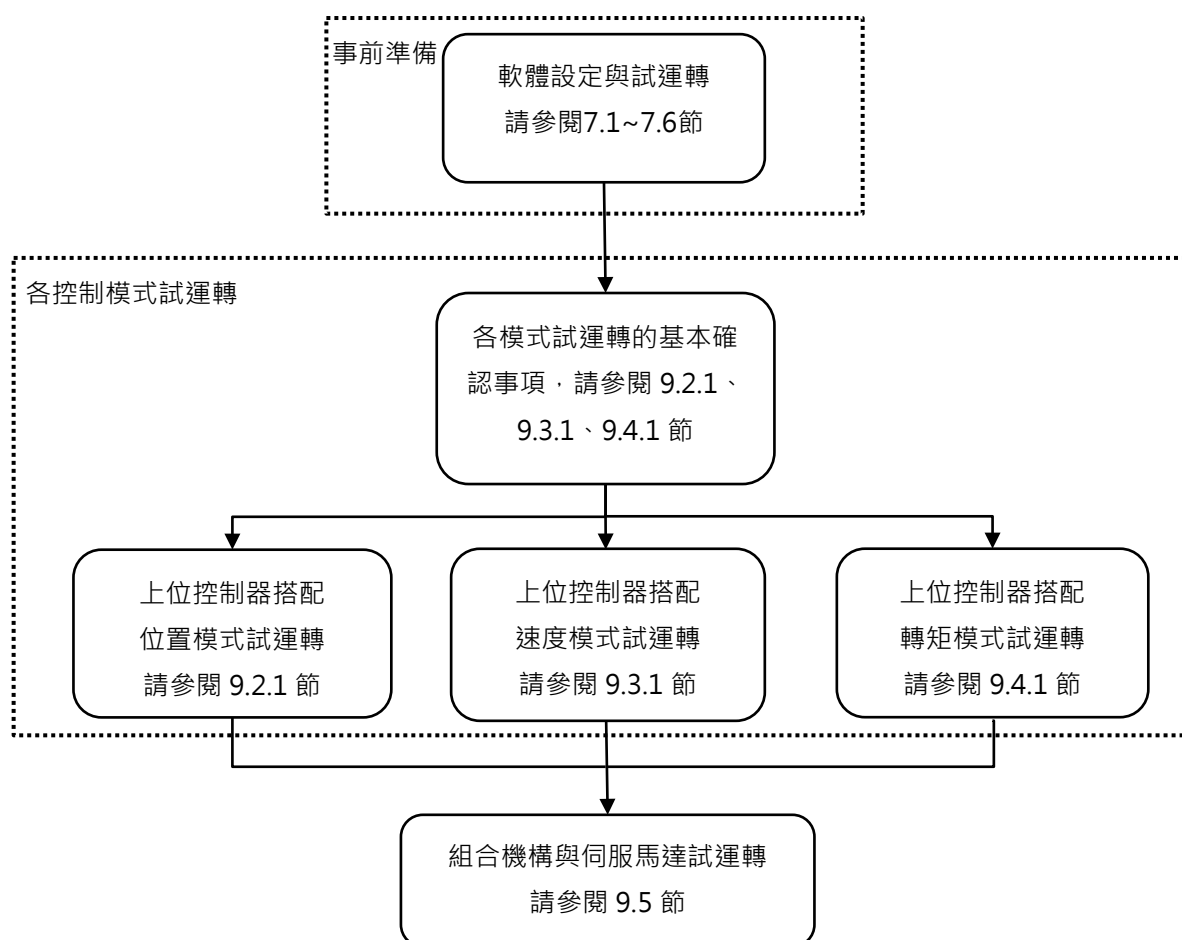 事前準備
軟體設定與試運轉
請參閱7.1~7.6節
各控制模式試運轉
各模式試運轉的基本確
認事項，請參閱 9.2.1、
9.3.1、9.4.1 節
上位控制器搭配
位置模式試運轉
請參閱 9.2.1 節
上位控制器搭配
速度模式試運轉
請參閱 9.3.1 節
上位控制器搭配
轉矩模式試運轉
請參閱 9.4.1 節
組合機構與伺服馬達試運轉
請參閱 9.5 節